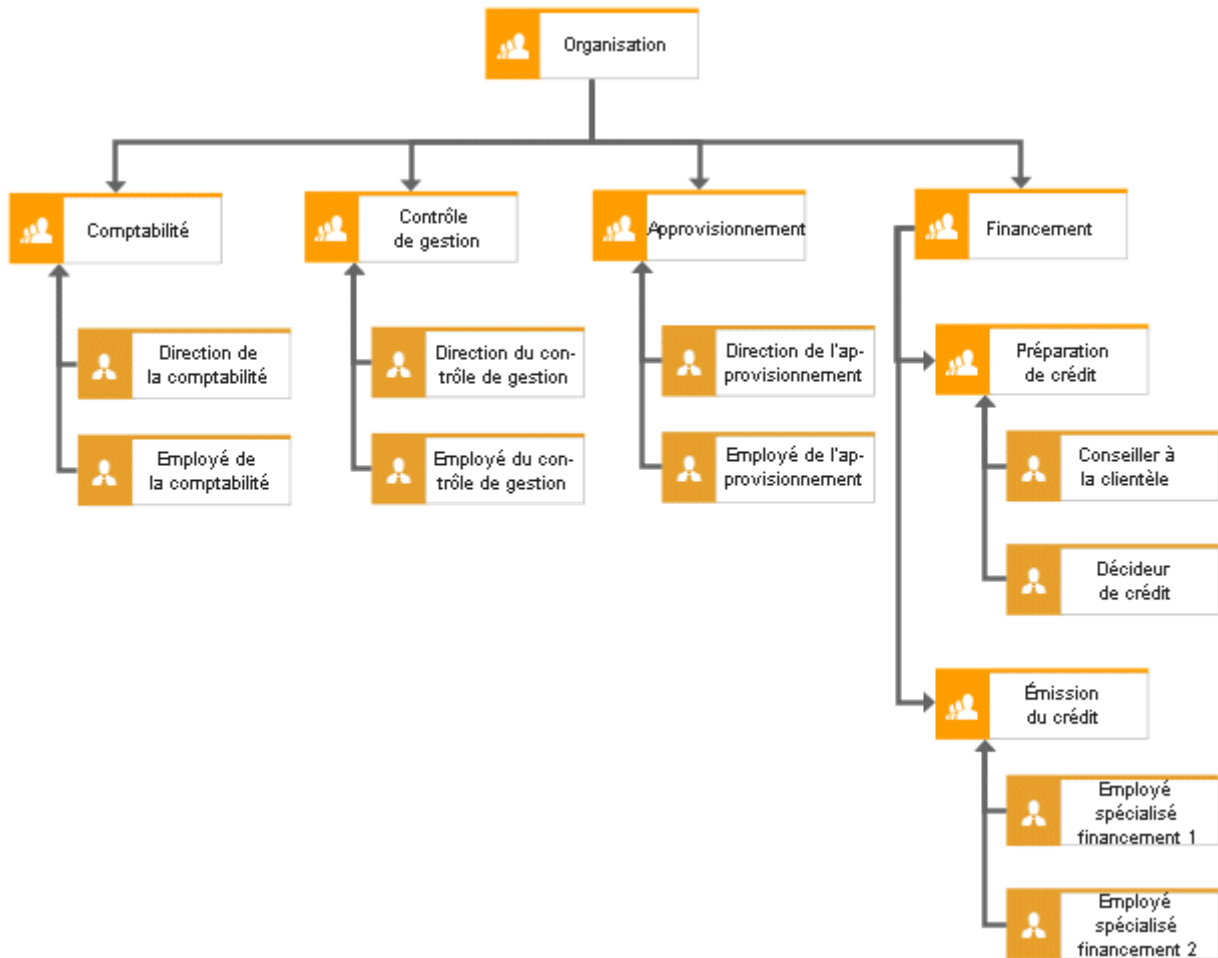 Organisation
Comptabilité
Contrôle
de gestion
Approvisionnement
Financement
Direction de
la comptabilité
Direction du con-
trôle de gestion
Direction de l'ap-
provisionnement
Préparation
de crédit
Employé de
la comptabilité
Employé du con-
trôle de gestion
Employé de l'ap-
provisionnement
Conseiller à
la clientèle
Décideur
de crédit
Émission
du crédit
Employé
spécialisé
financement 1
Employé
spécialisé
financement 2